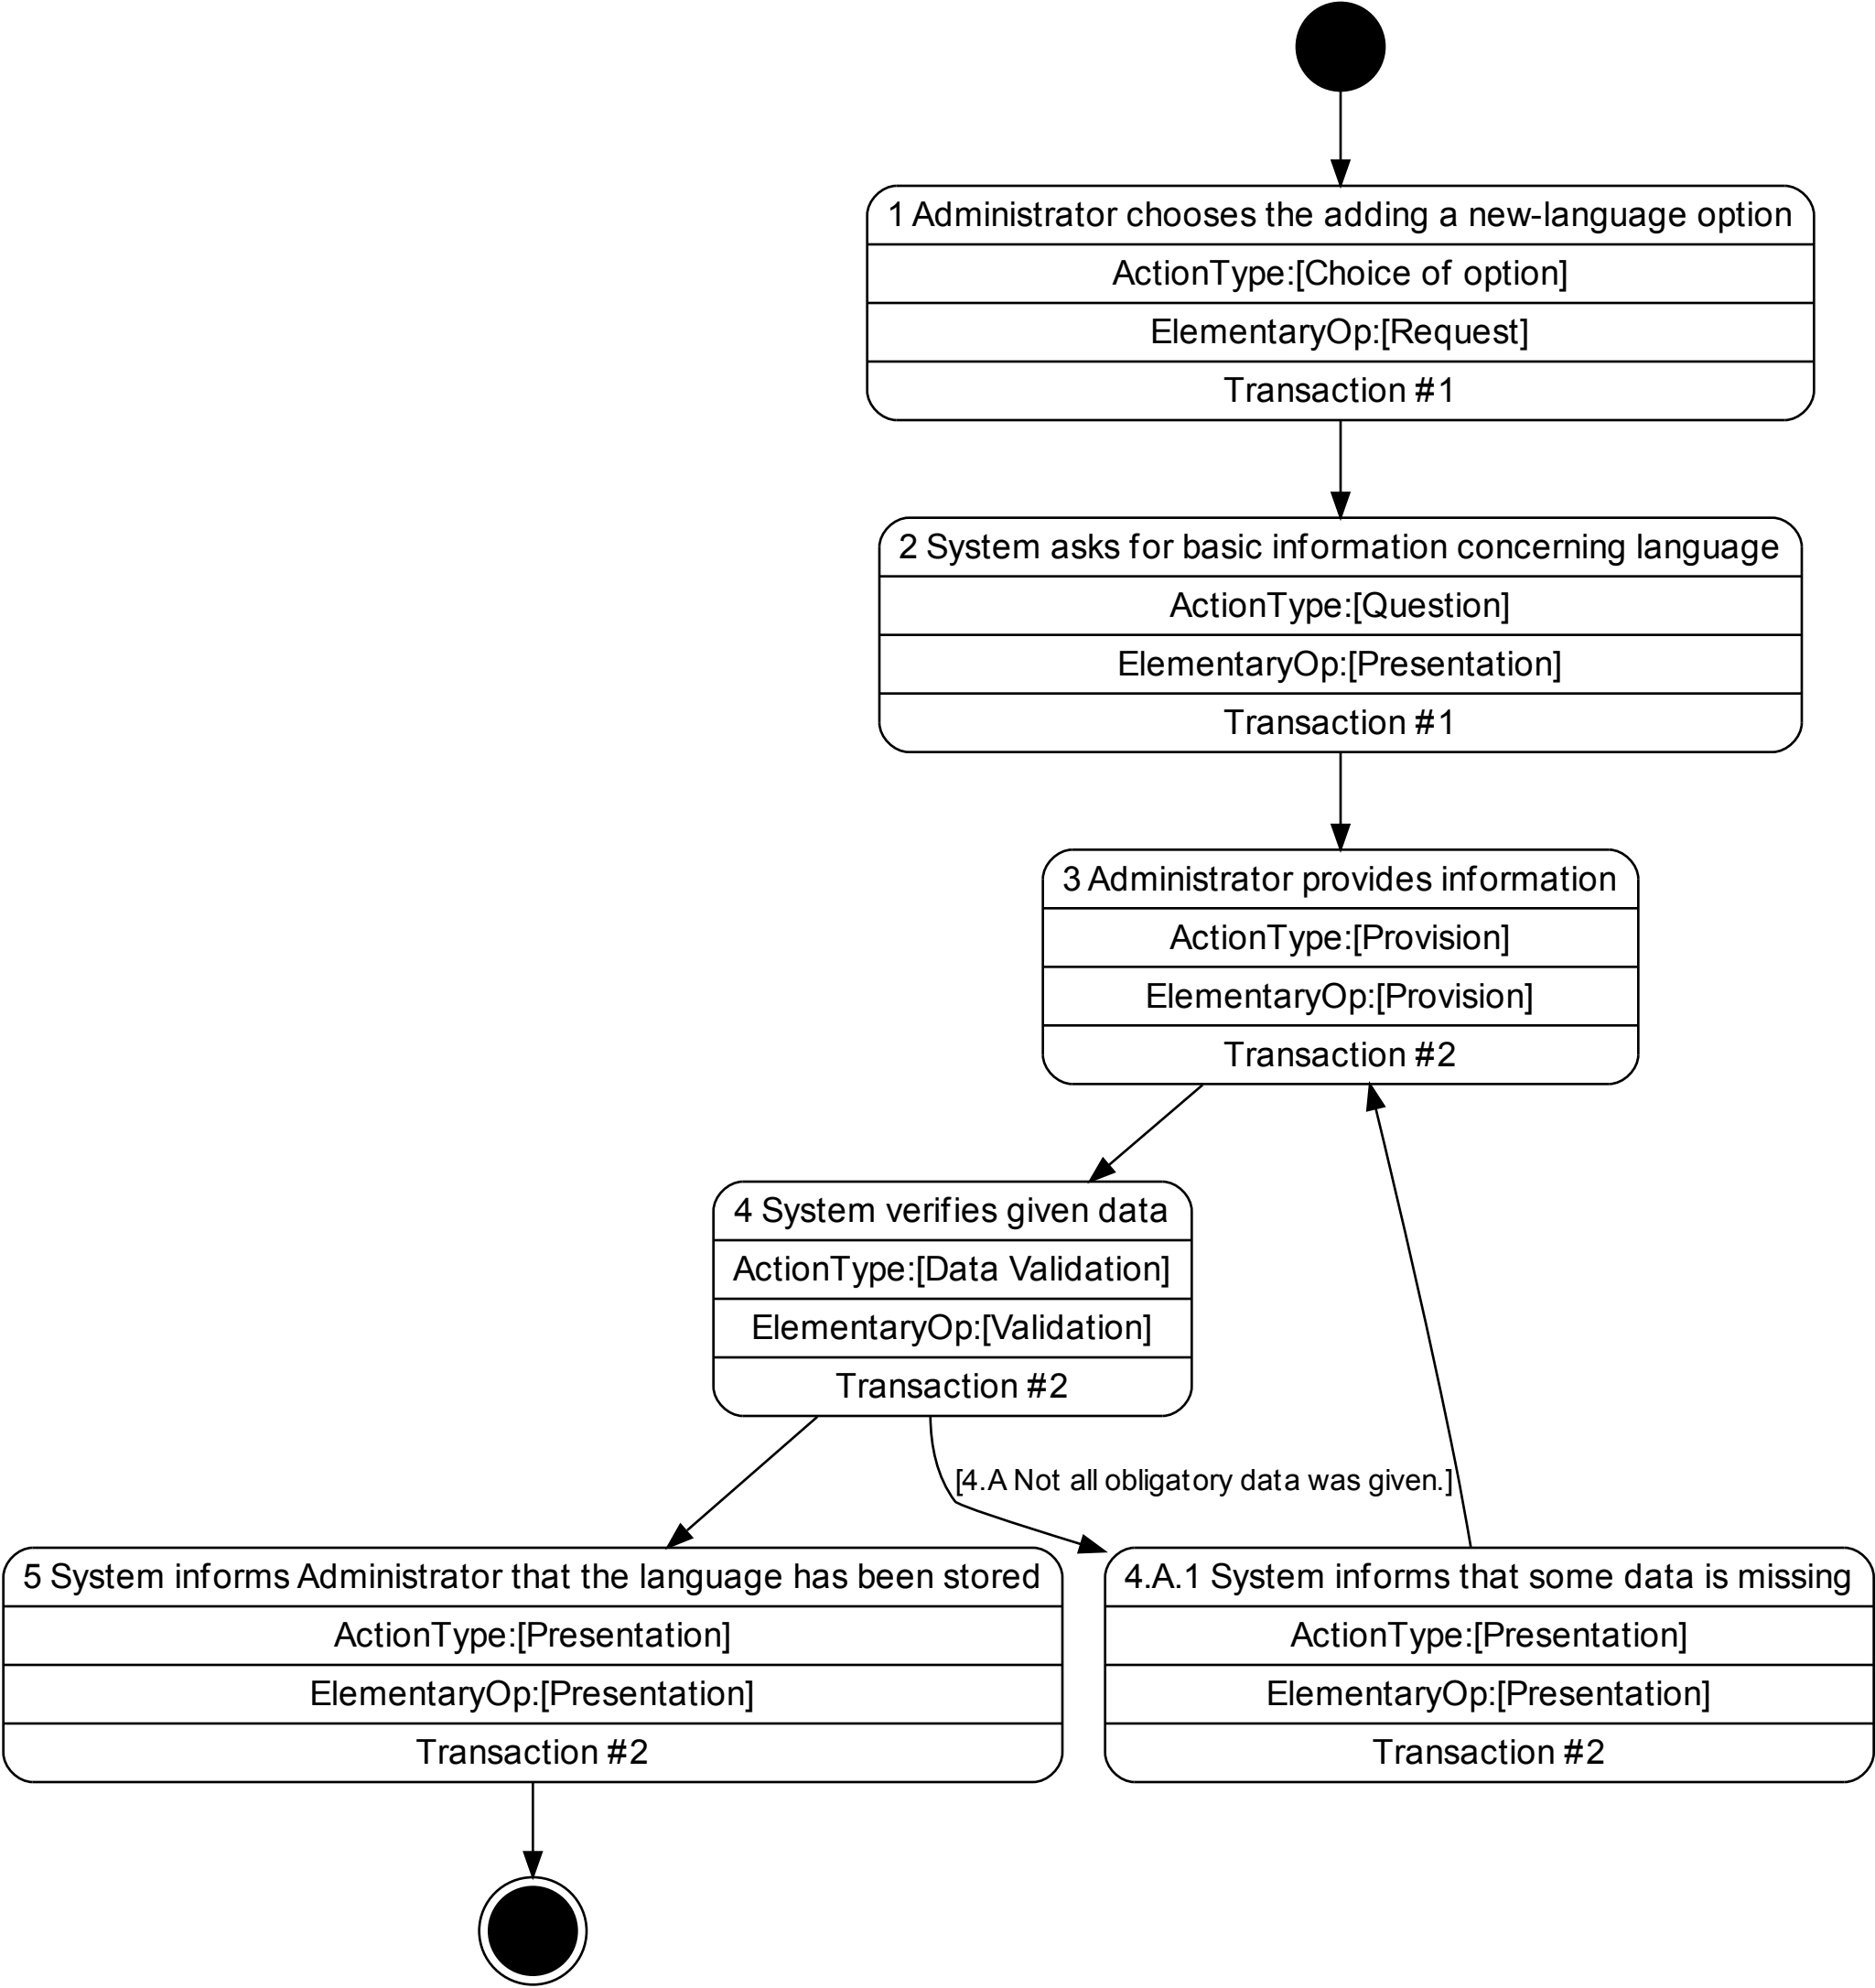 1 Administrator chooses the adding a new-language option
ActionType:[Choice of option]
ElementaryOp:[Request]
Transaction #1
2 System asks for basic information concerning language
ActionType:[Question]
ElementaryOp:[Presentation]
Transaction #1
3 Administrator provides information
ActionType:[Provision]
ElementaryOp:[Provision]
Transaction #2
4 System verifies given data
ActionType:[Data Validation]
ElementaryOp:[Validation]
Transaction #2
[4.A Not all obligatory data was given.]
5 System informs Administrator that the language has been stored
ActionType:[Presentation]
ElementaryOp:[Presentation]
Transaction #2
4.A.1 System informs that some data is missing
ActionType:[Presentation]
ElementaryOp:[Presentation]
Transaction #2